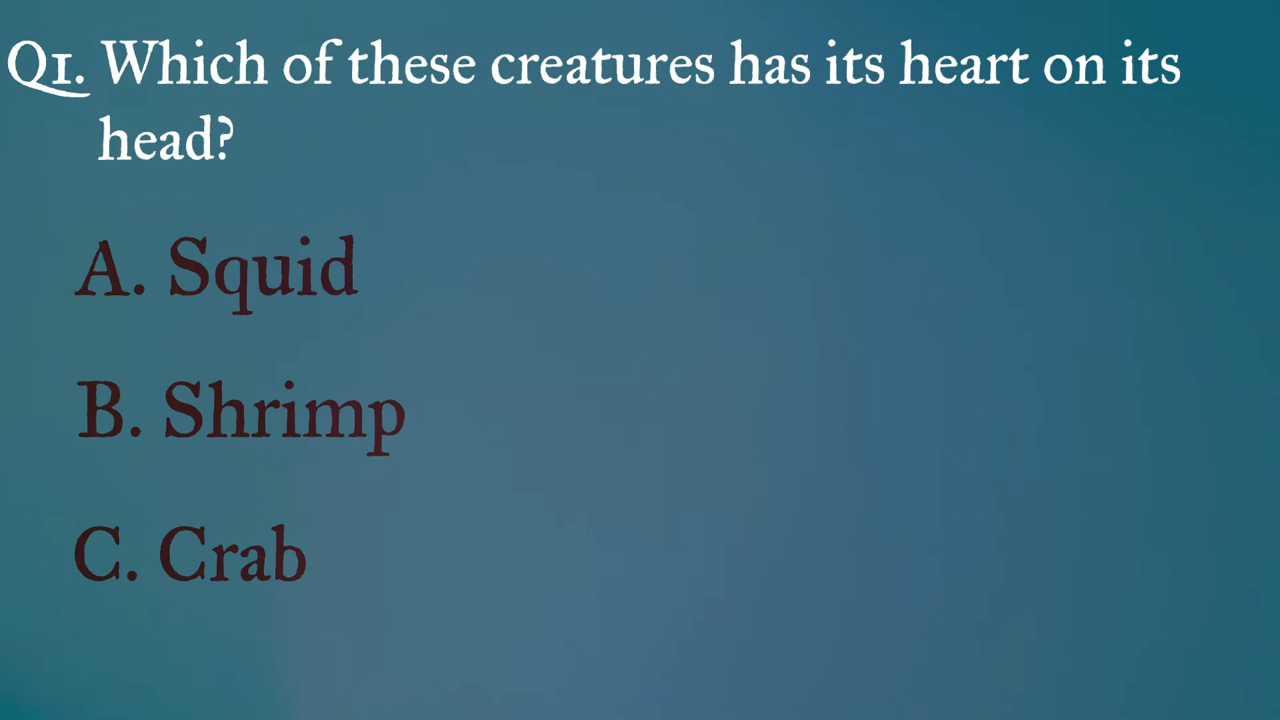 Q1. Which of these creatures has its heart on its
head?
A. Squid
B. Shrimp
C. Crab